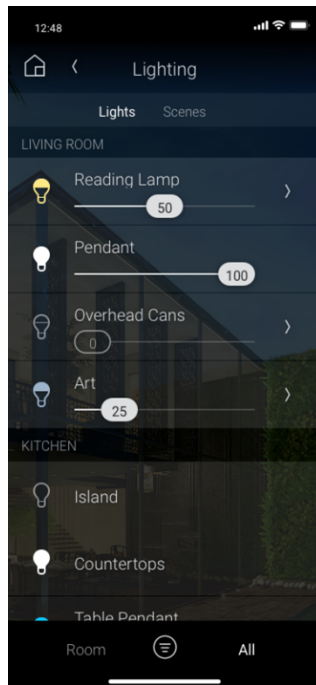 12:48
Lighting
Lights Scenes
LIVING ROOM
Reading Lamp
50
Pendant
100
Overhead Cans
0
Art
25
KITCHEN
Island
Countertops
Table Pendant
Room All